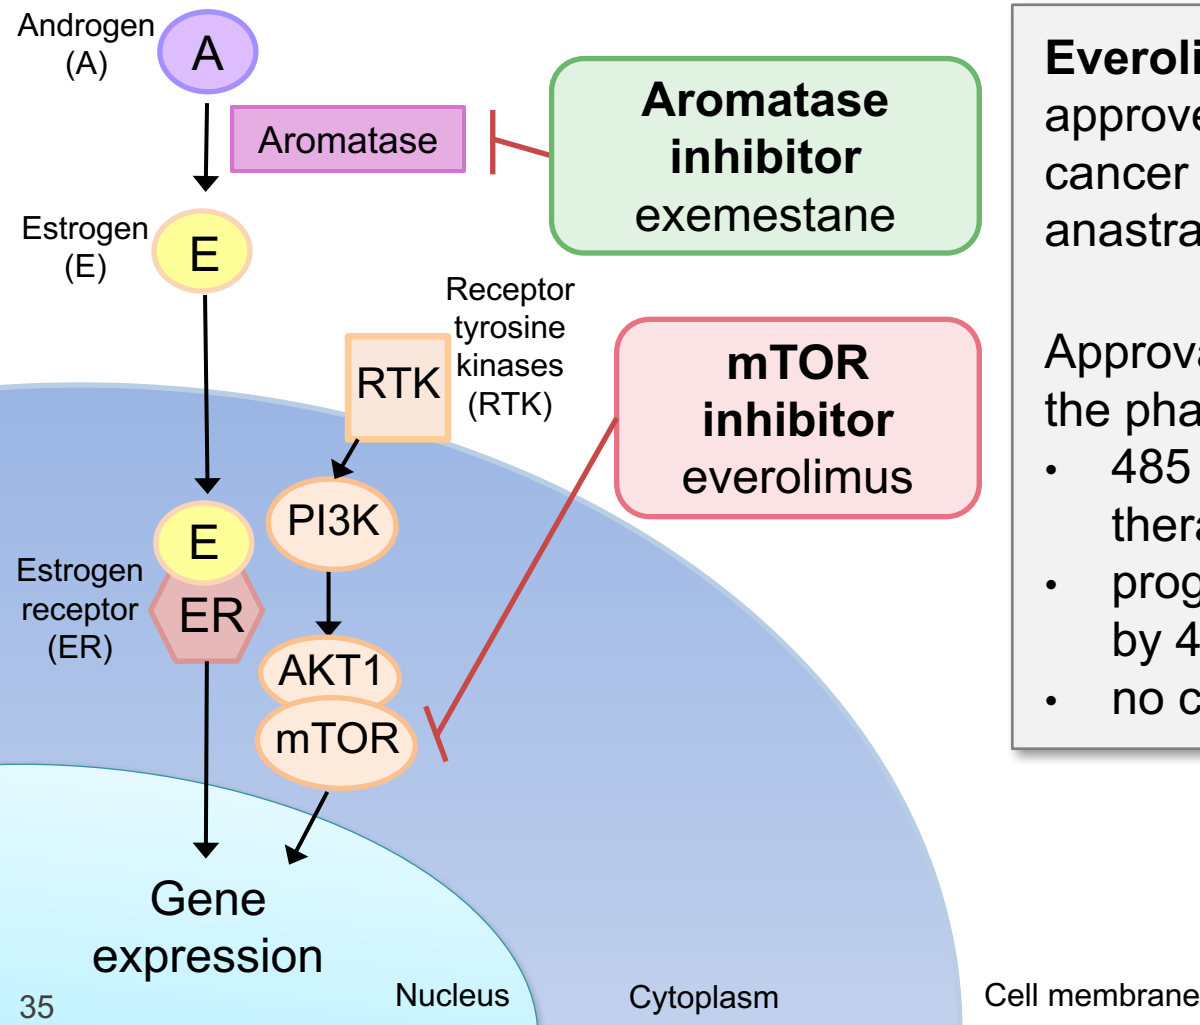 Androgen
(A)
A
Aromatase
Aromatase
inhibitor
exemestane
Estrogen
(E)
E
Receptor
tyrosine
kinases
(RTK)
RTK
mTOR
inhibitor
everolimus
PI3K
E
Estrogen
receptor
(ER)
ER
AKT1
mTOR
Gene
expression
Nucleus
Cytoplasm
Cell membrane
35
Everoli
approve
cancer
anastra
Approva
the pha
• 485
thera
• prog
by 4
• no c